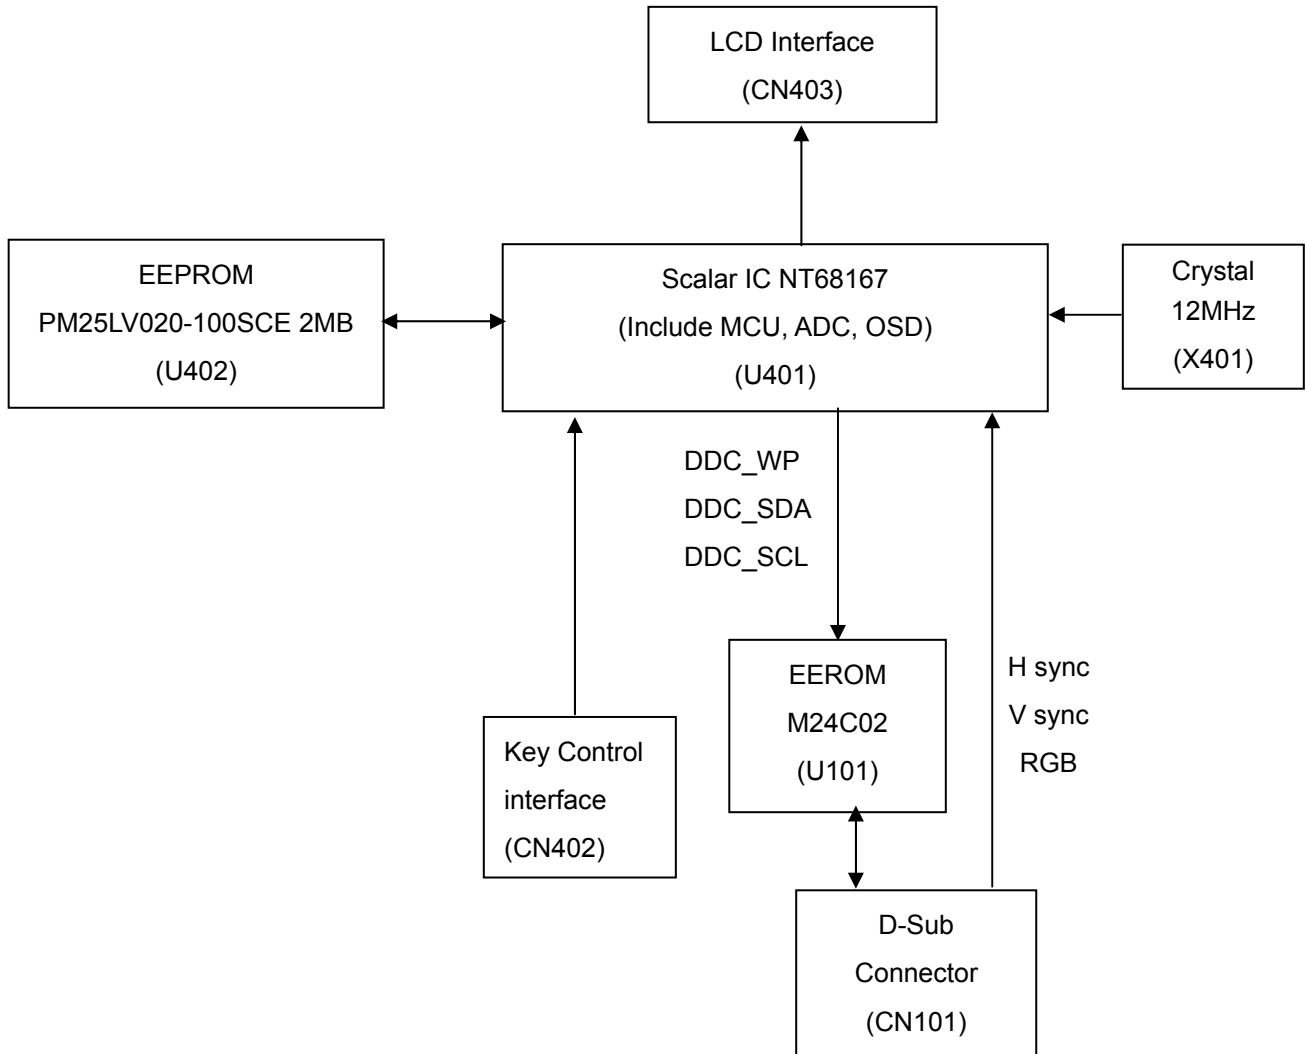 LCD Interface
(CN403)
EEPROM
PM25LV020-100SCE 2MB
(U402)
Scalar IC NT68167
(Include MCU, ADC, OSD)
(U401)
Crystal
12MHz
(X401)
DDC_WP
DDC_SDA
DDC_SCL
EEROM
M24C02
(U101)
H sync
V sync
RGB
Key Control
interface
(CN402)
D-Sub
Connector
(CN101)